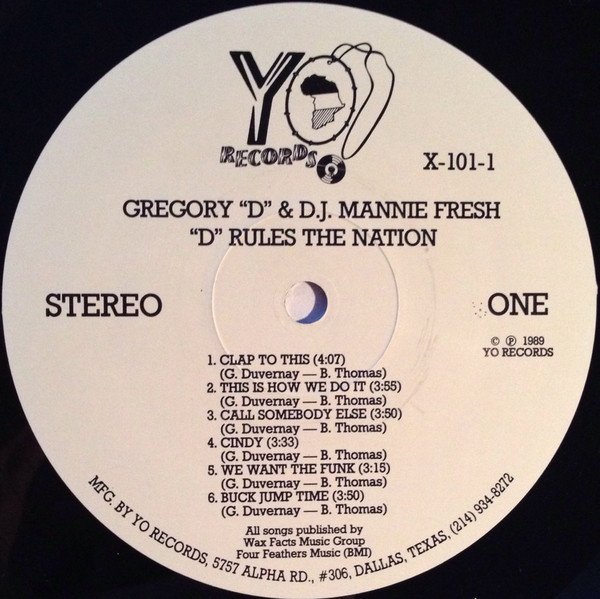 YO
RECORDS
X-101-1
GREGORY "D" & D.J. MANNIE FRESH
"D" RULES THE NATION
STEREO
ONE
© ℗ 1989
YO RECORDS
1. CLAP TO THIS (4:07)
(G. Duvernay — B. Thomas)
2. THIS IS HOW WE DO IT (3:55)
(G. Duvernay — B. Thomas)
3. CALL SOMEBODY ELSE (3:50)
(G. Duvernay — B. Thomas)
4. CINDY (3:33)
(G. Duvernay — B. Thomas)
5. WE WANT THE FUNK (3:15)
(G. Duvernay — B. Thomas)
6. BUCK JUMP TIME (3:50)
(G. Duvernay — B. Thomas)
All songs published by
Wax Facts Music Group
Four Feathers Music (BMI)
MFG. BY YO RECORDS, 5757 ALPHA RD., #306, DALLAS, TEXAS, (214) 934-8272